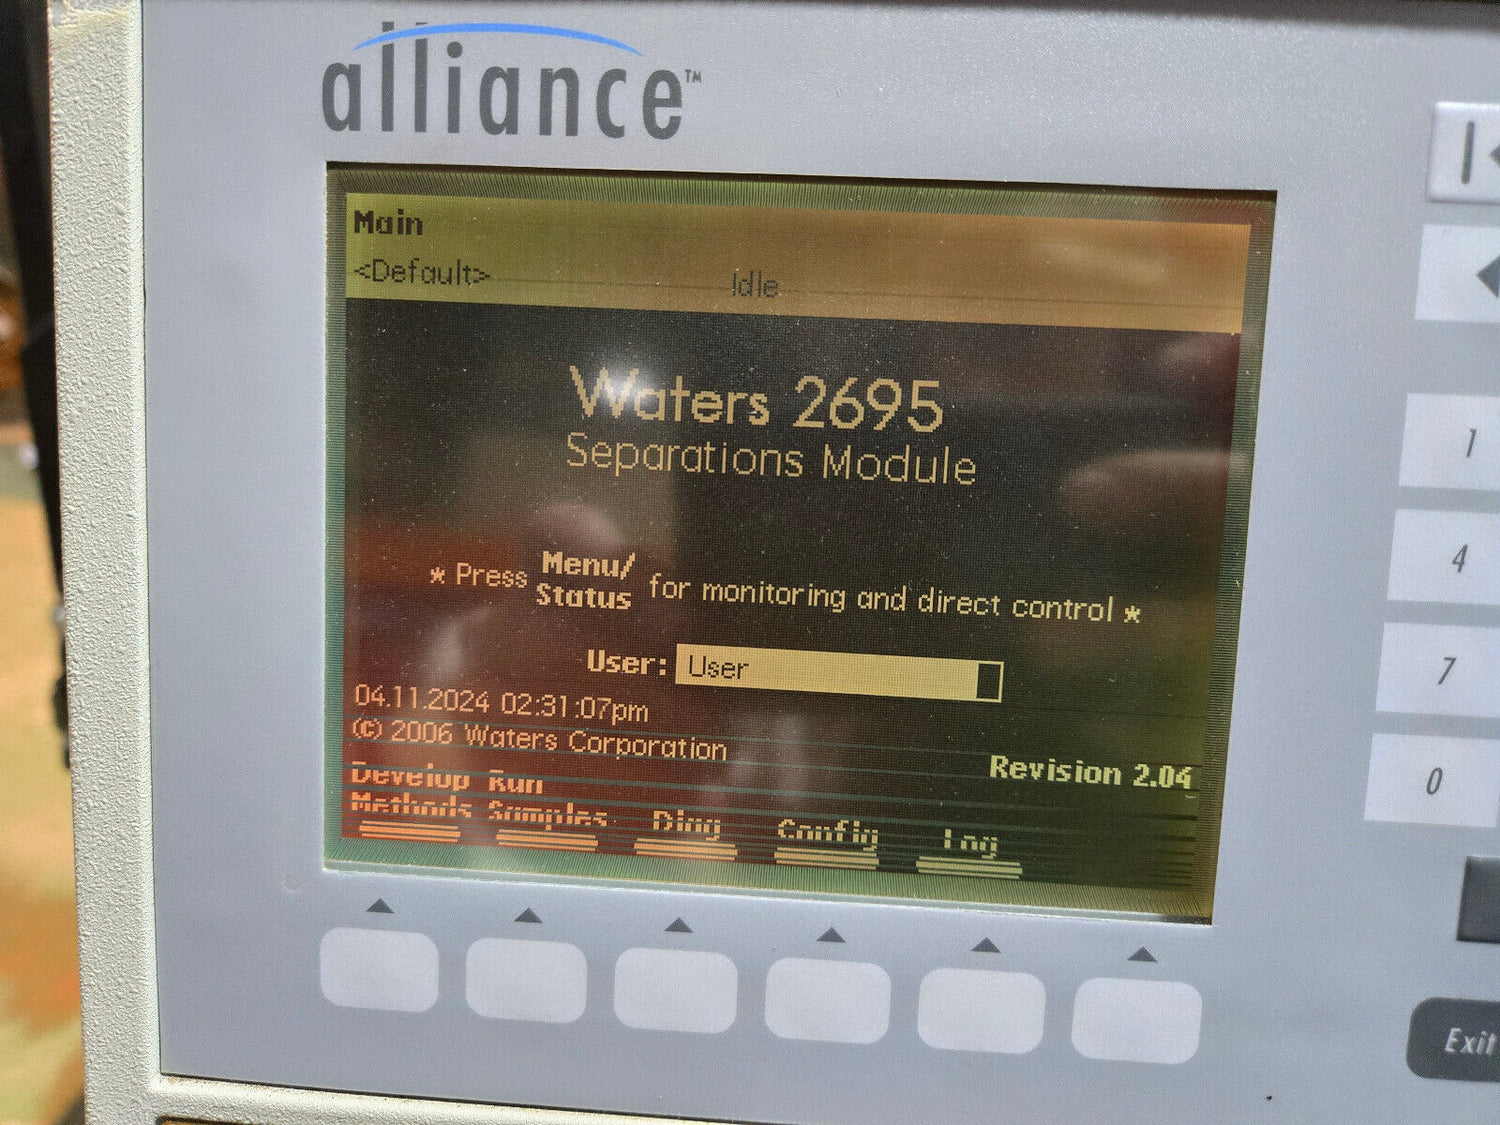 alliance™
Main
<Default> Idle
Waters 2695
Separations Module
* Press Menu/Status for monitoring and direct control *
User: User
04.11.2024 02:31:07pm
(c) 2006 Waters Corporation
Revision 2.04
Develop Methods
Run Samples
Diag
Config
Log
1
4
7
0
Exit